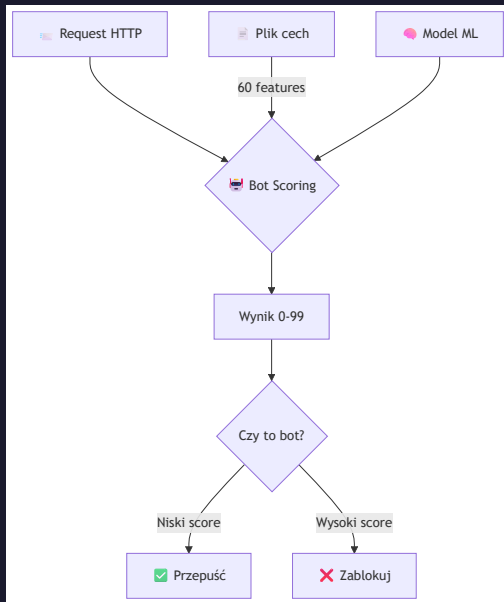 Request HTTP
Plik cech
Model ML
60 features
Bot Scoring
Wynik 0-99
Czy to bot?
Niski score
Wysoki score
✅ Przepuść
❌ Zablokuj